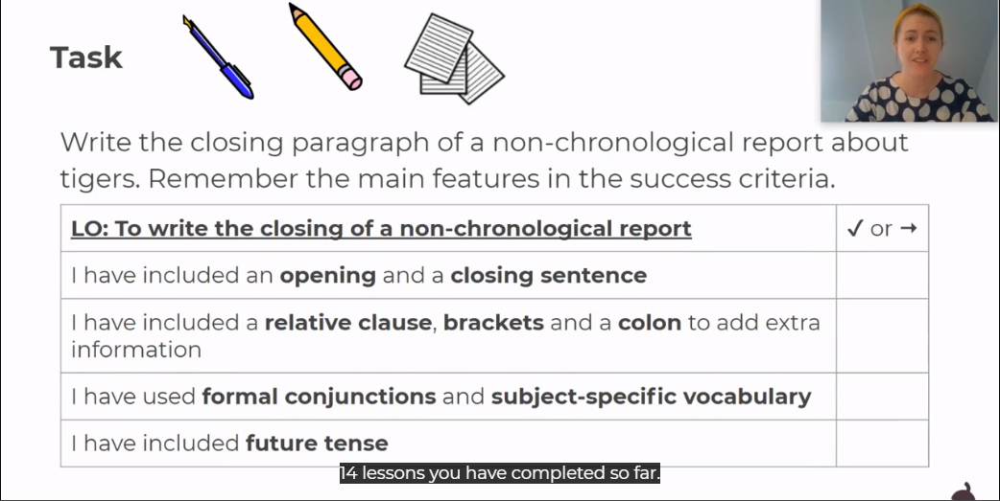 Task
Write the closing paragraph of a non-chronological report about
tigers. Remember the main features in the success criteria.
LO: To write the closing of a non-chronological report ✓ or →
I have included an opening and a closing sentence
I have included a relative clause, brackets and a colon to add extra
information
I have used formal conjunctions and subject-specific vocabulary
I have included future tense
14 lessons you have completed so far.